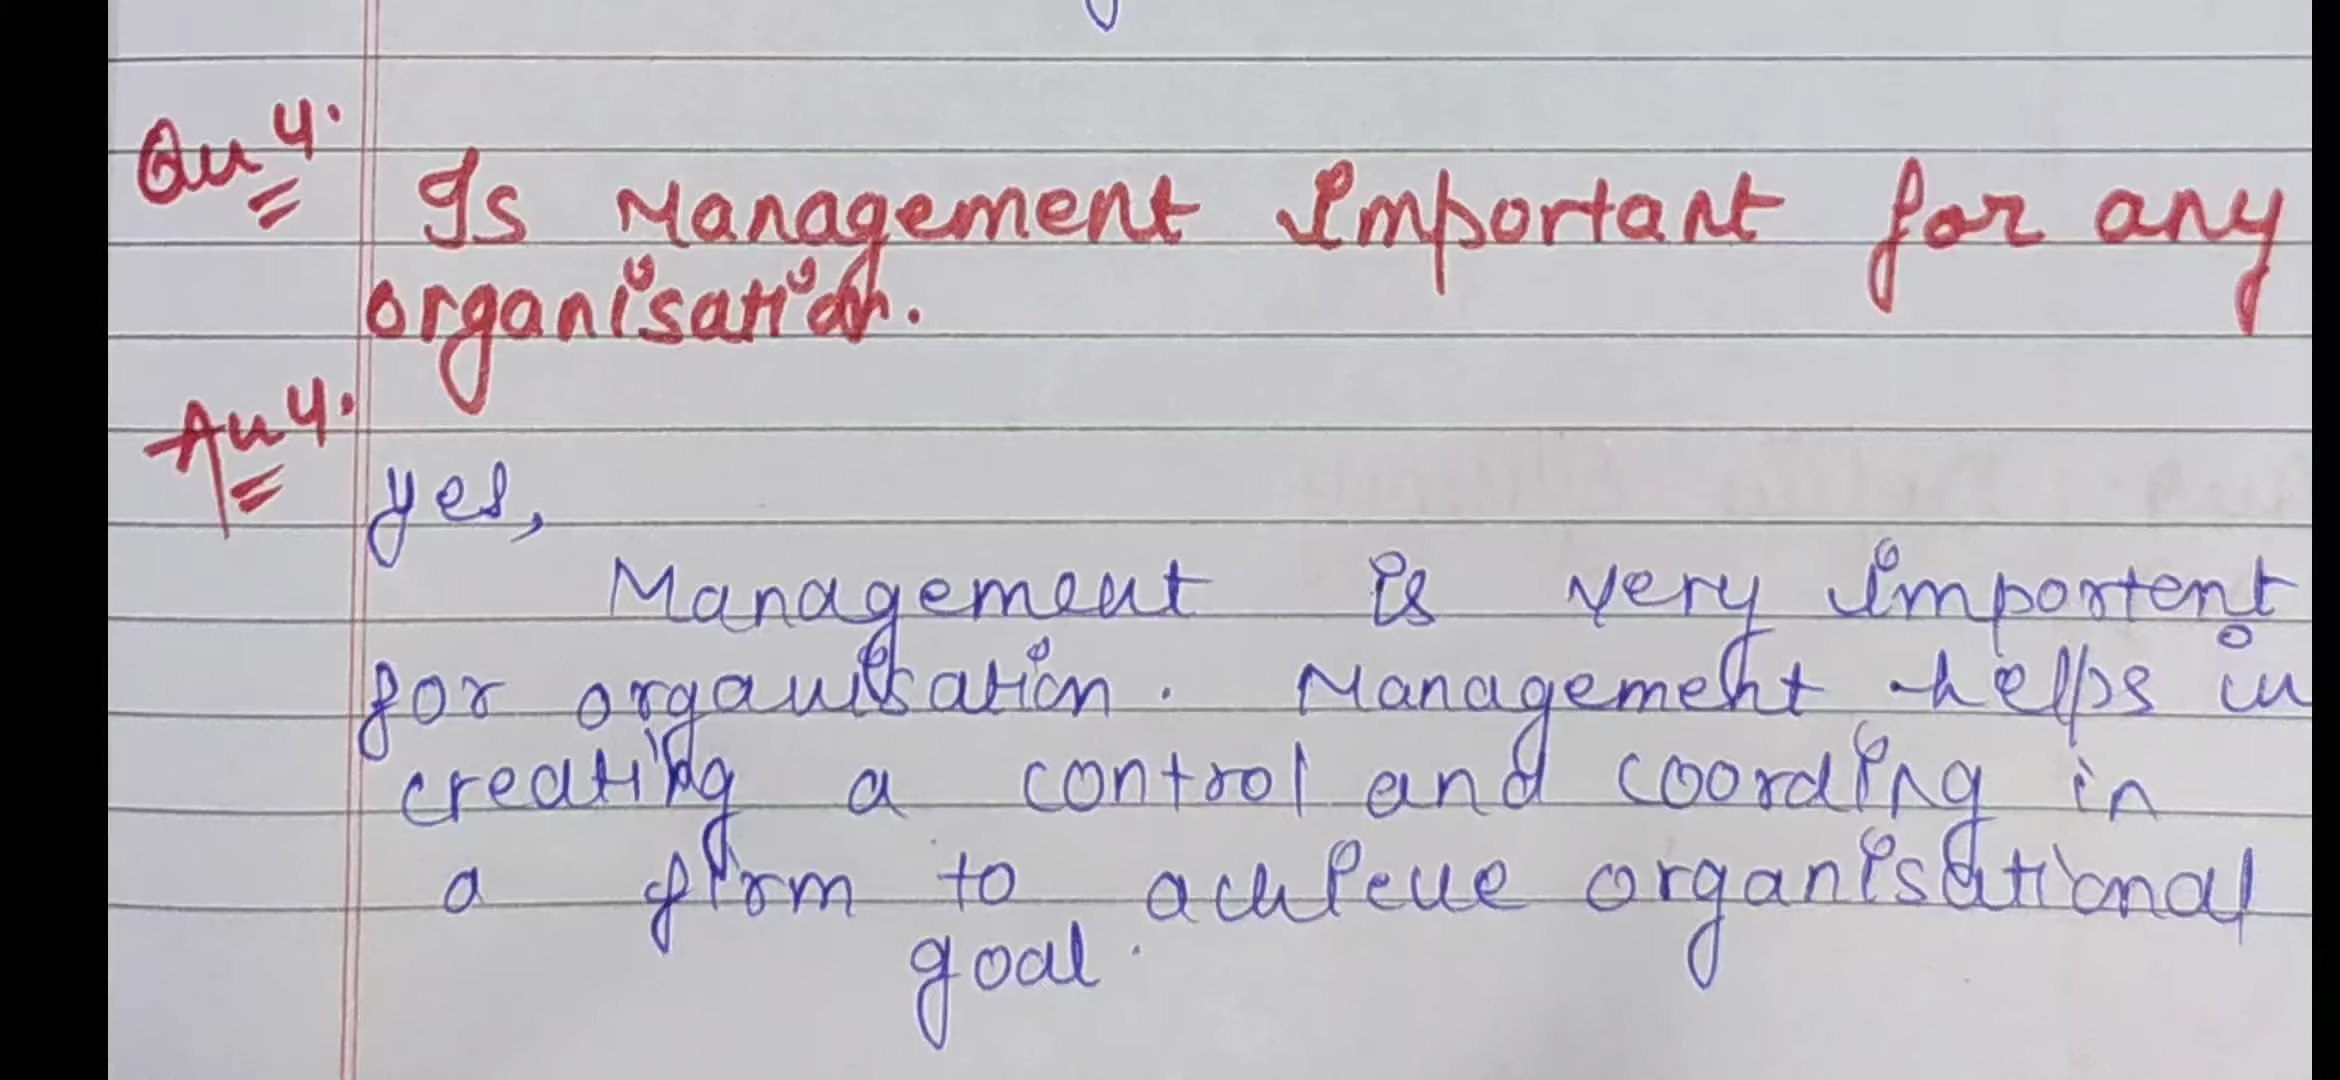 Qu 4. Is Management Important for any
organisation.
An 4.
yes,
Management is very Importent
for organisation. Management helps in
creating a control and coording in
a firm to achieve organisational
goal.